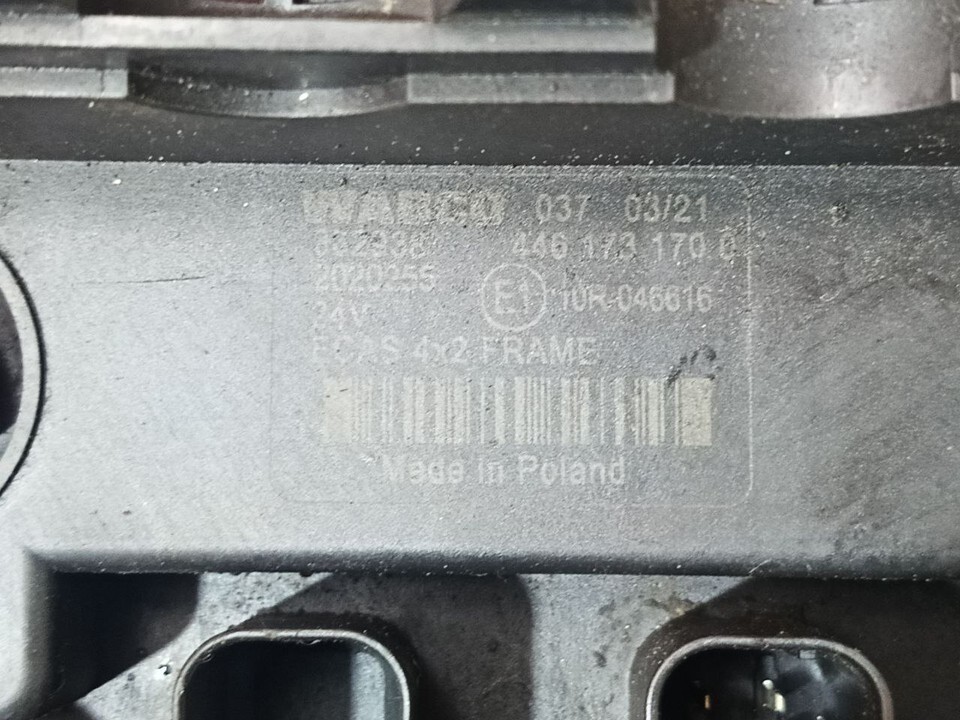 WABCO 037 03/21
446 173 170 0
2020255
24V E1 10R-046616
ECAS 4x2 FRAME
Made in Poland